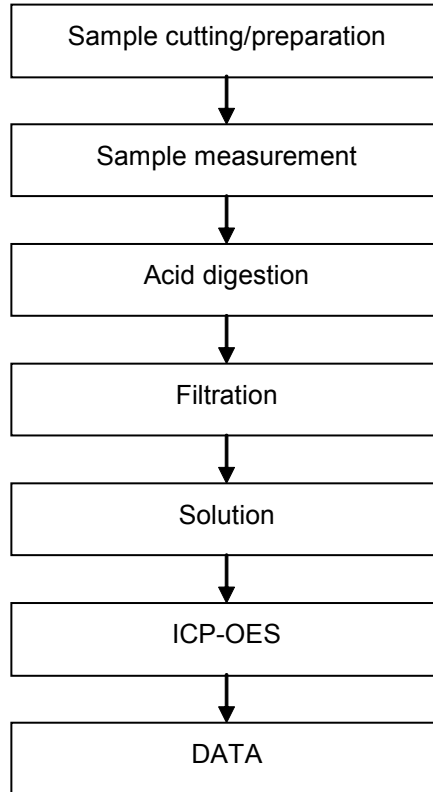 Sample cutting/preparation
Sample measurement
Acid digestion
Filtration
Solution
ICP-OES
DATA